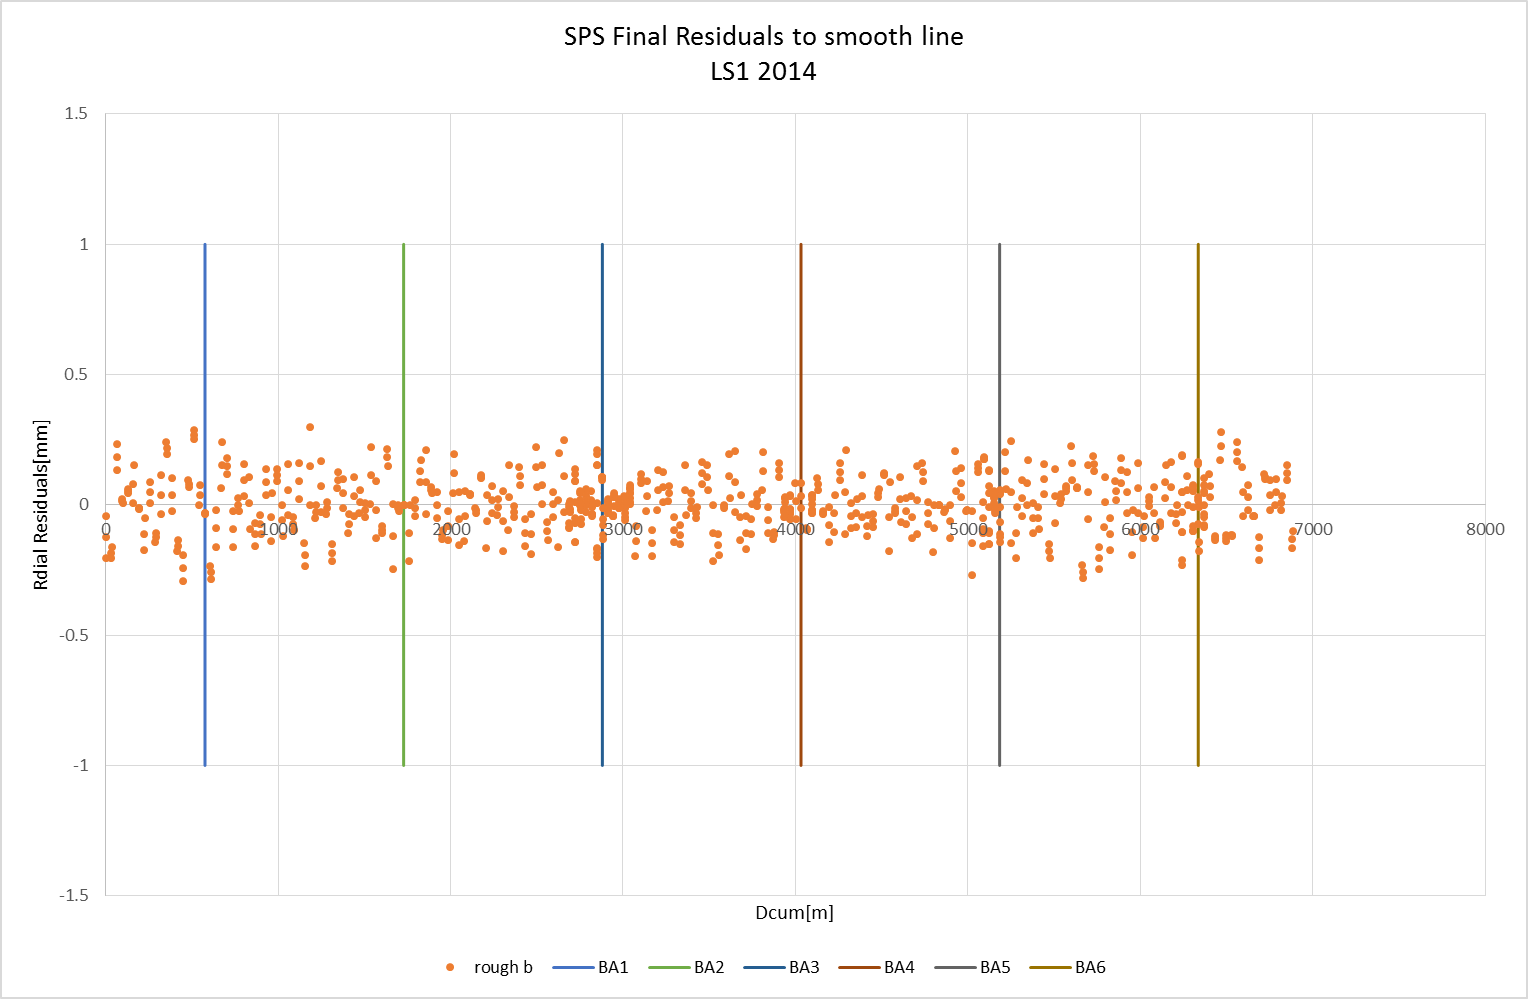 SPS Final Residuals to smooth line
LS1 2014
1.5
1
0.5
0
-0.5
-1
-1.5
Rdial Residuals[mm]
0 1000 2000 3000 4000 5000 6000 7000 8000
Dcum[m]
rough b BA1 BA2 BA3 BA4 BA5 BA6